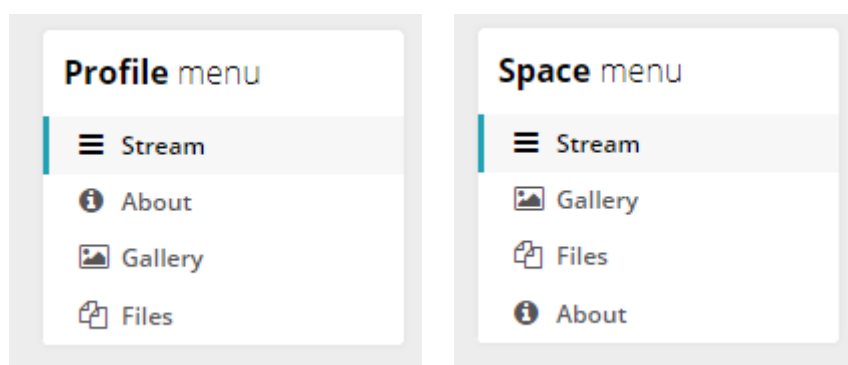 Profile menu
Stream
About
Gallery
Files
Space menu
Stream
Gallery
Files
About